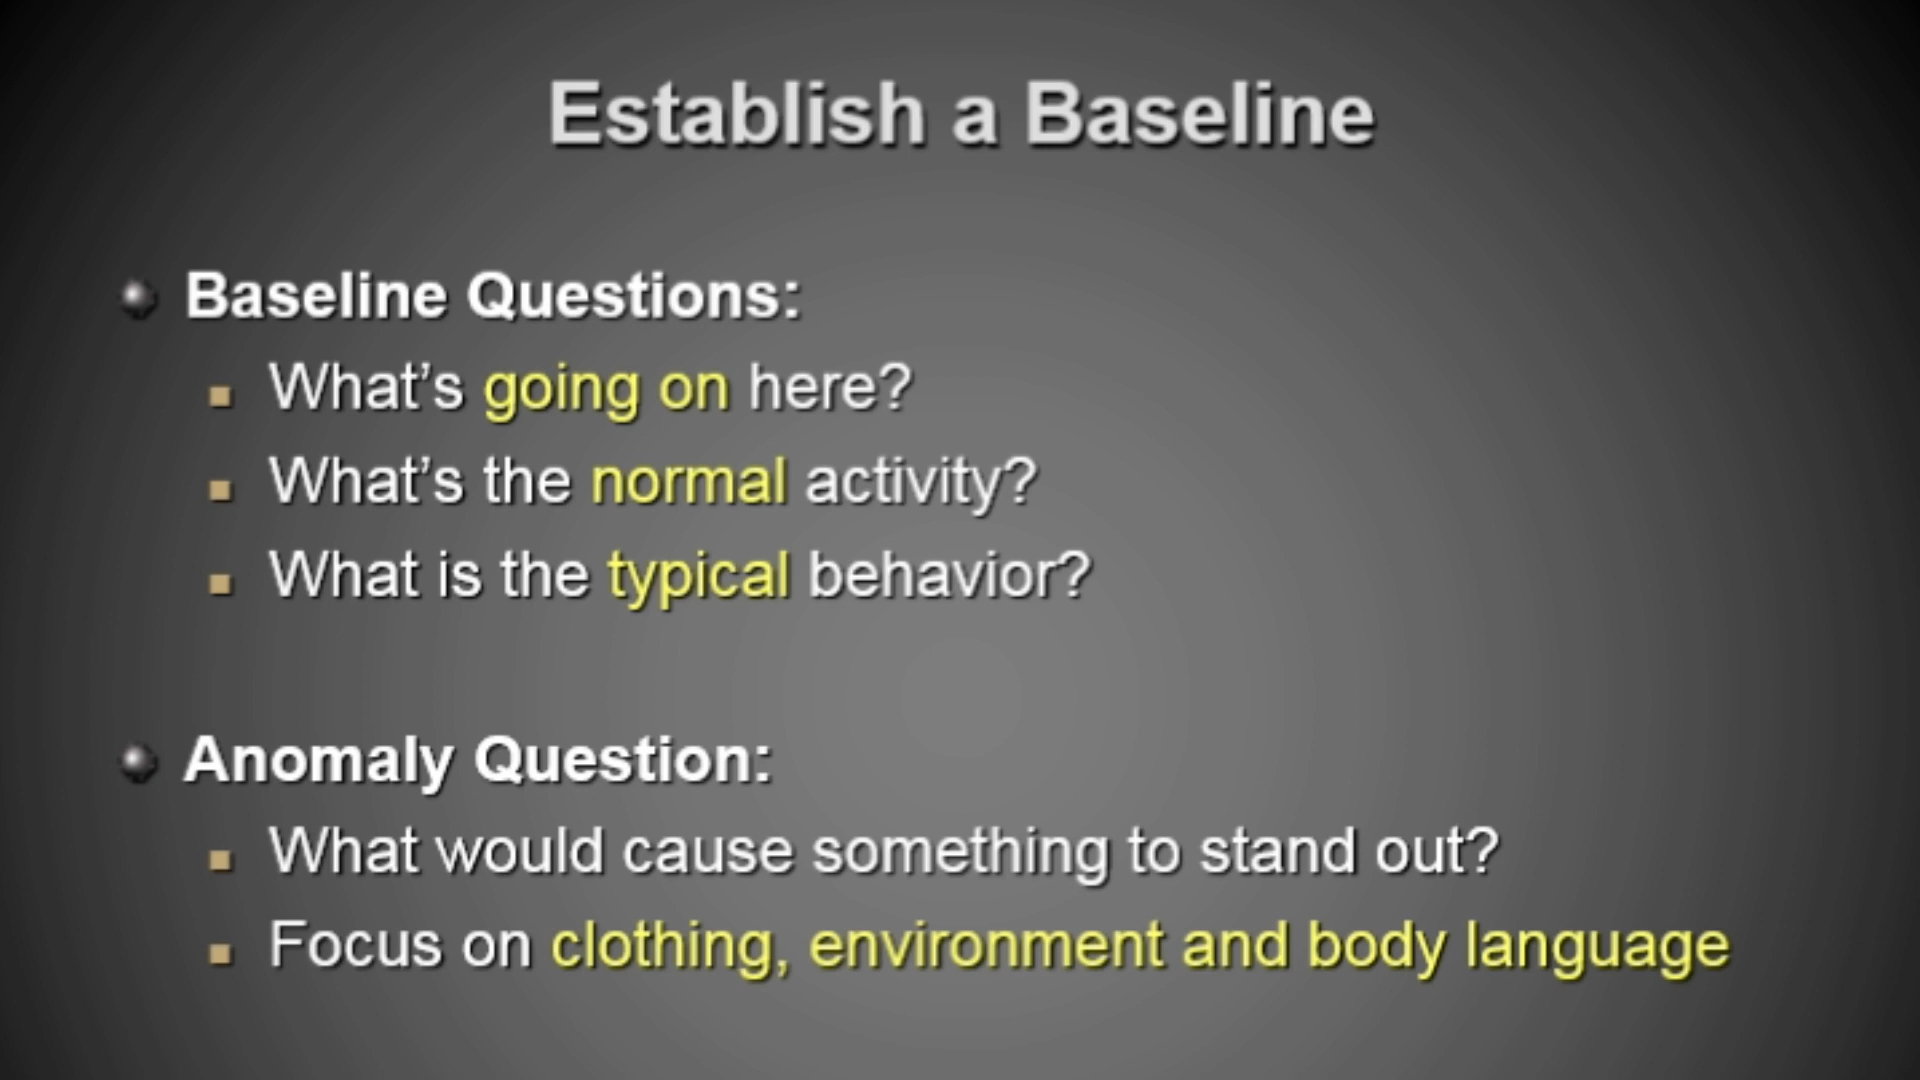 Establish a Baseline
Baseline Questions:
What’s going on here?
What’s the normal activity?
What is the typical behavior?
Anomaly Question:
What would cause something to stand out?
Focus on clothing, environment and body language